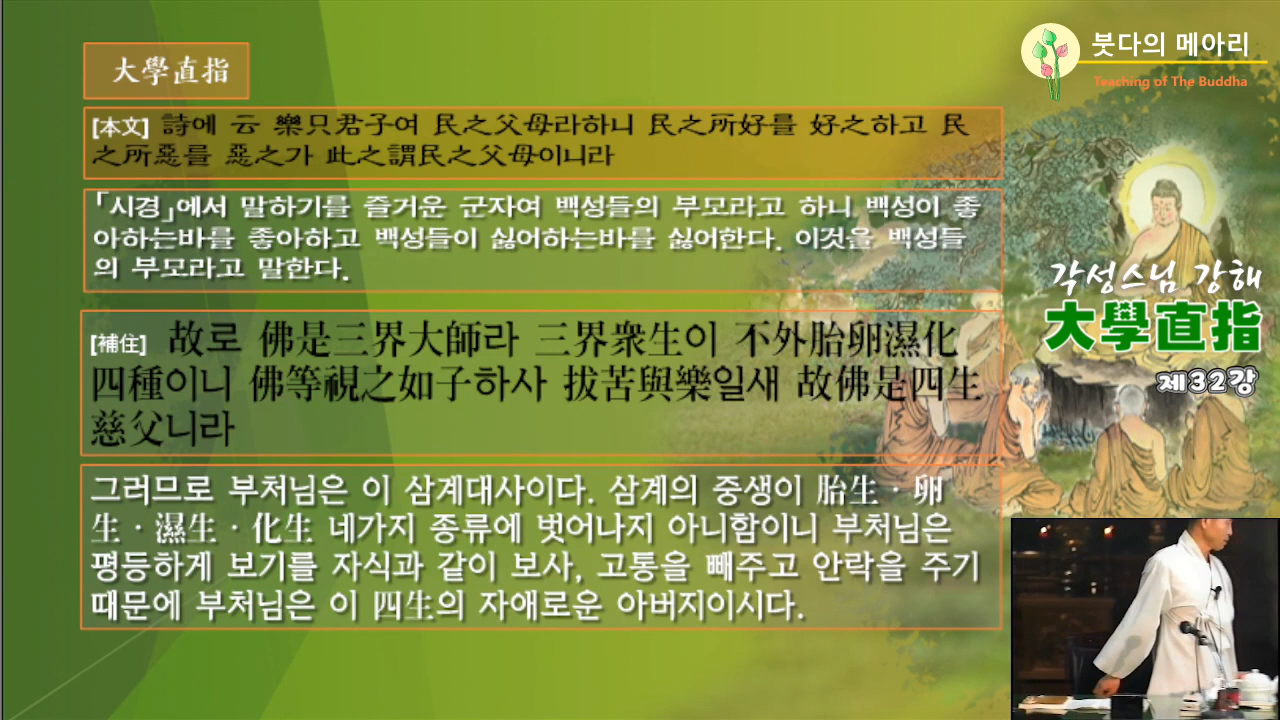 大學直指
[本文] 詩에 云 樂只君子여 民之父母라하니 民之所好를 好之하고 民
之所惡를 惡之가 此之謂民之父母이니라
「시경」에서 말하기를 즐거운 군자여 백성들의 부모라고 하니 백성이 좋
아하는바를 좋아하고 백성들이 싫어하는바를 싫어한다. 이것을 백성들
의 부모라고 말한다.
[補住] 故로 佛是三界大師라 三界衆生이 不外胎卵濕化
四種이니 佛等視之如子하사 拔苦與樂일새 故佛是四生
慈父니라
그러므로 부처님은 이 삼계대사이다. 삼계의 중생이 胎生·卵
生·濕生·化生 네가지 종류에 벗어나지 아니함이니 부처님은
평등하게 보기를 자식과 같이 보사, 고통을 빼주고 안락을 주기
때문에 부처님은 이 四生의 자애로운 아버지이시다.
붓다의 메아리
Teaching of The Buddha
각성스님 강해
大學直指
제32강